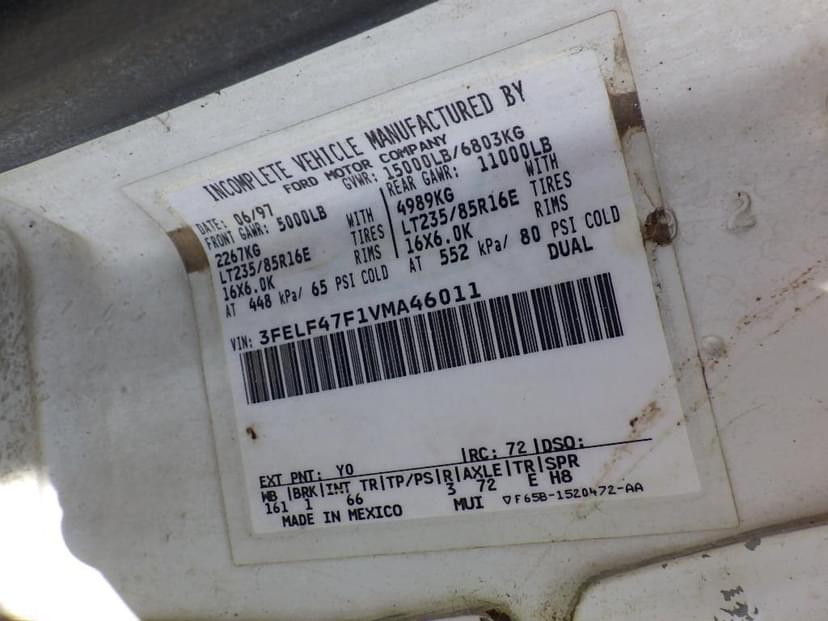 INCOMPLETE VEHICLE MANUFACTURED BY
FORD MOTOR COMPANY
DATE: 06/97 GVWR: 15000LB/6803KG
FRONT GAWR: 5000LB REAR GAWR: 11000LB
2267KG WITH 4989KG WITH
LT235/85R16E TIRES LT235/85R16E TIRES
16X6.0K RIMS 16X6.0K RIMS
AT 448 kPa/ 65 PSI COLD AT 552 kPa/ 80 PSI COLD
DUAL
VIN: 3FELF47F1VMA46011
EXT PNT: YO |RC: 72 |DSO:
WB |BRK|INT TR|TP/PS|R|AXLE|TR|SPR
161 1 66 3 72 E H8
MADE IN MEXICO MUI ▽F65B-1520472-AA
2